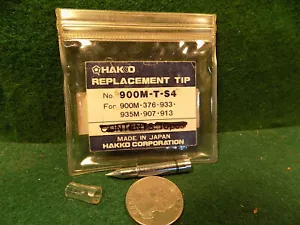 HAKKO
REPLACEMENT TIP
No. 900M-T-S4
For 900M·376·933·
935M·907·913
MADE IN JAPAN
HAKKO CORPORATION